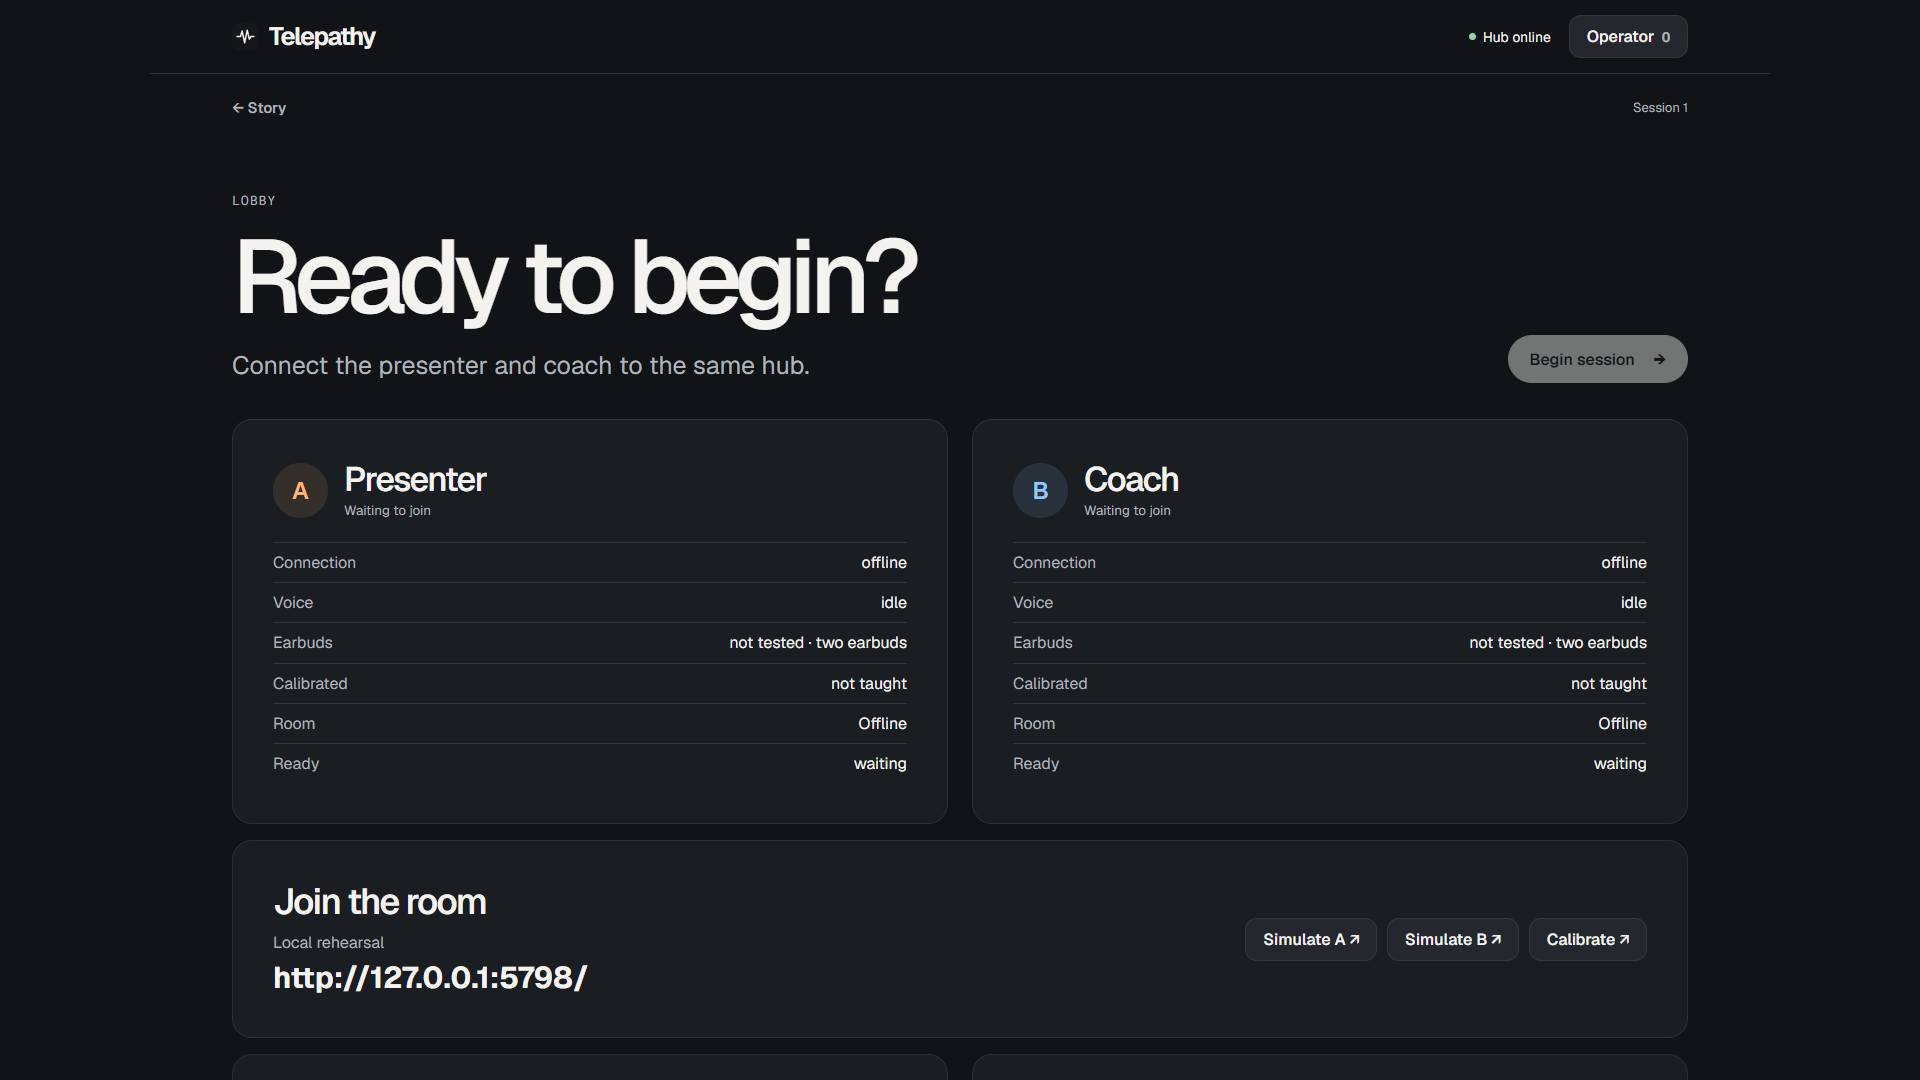 Telepathy
Hub online
Operator 0
← Story
Session 1
LOBBY
Ready to begin?
Connect the presenter and coach to the same hub.
Begin session →
A
Presenter
Waiting to join
Connection offline
Voice idle
Earbuds not tested · two earbuds
Calibrated not taught
Room Offline
Ready waiting
B
Coach
Waiting to join
Connection offline
Voice idle
Earbuds not tested · two earbuds
Calibrated not taught
Room Offline
Ready waiting
Join the room
Local rehearsal
http://127.0.0.1:5798/
Simulate A ↗
Simulate B ↗
Calibrate ↗